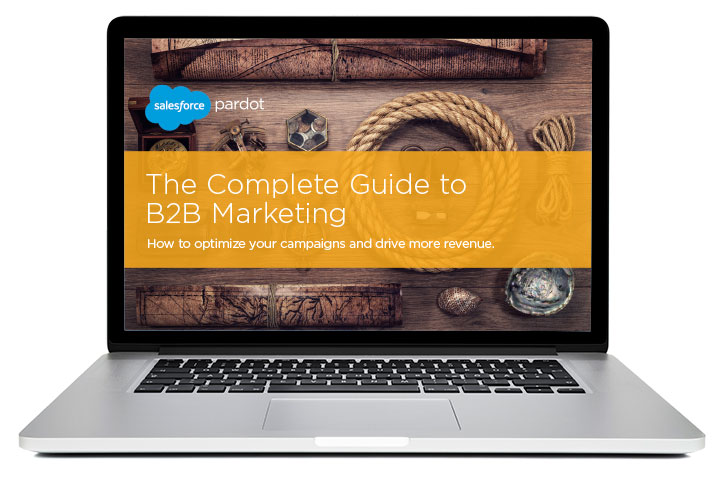 salesforce pardot
The Complete Guide to
B2B Marketing
How to optimize your campaigns and drive more revenue.